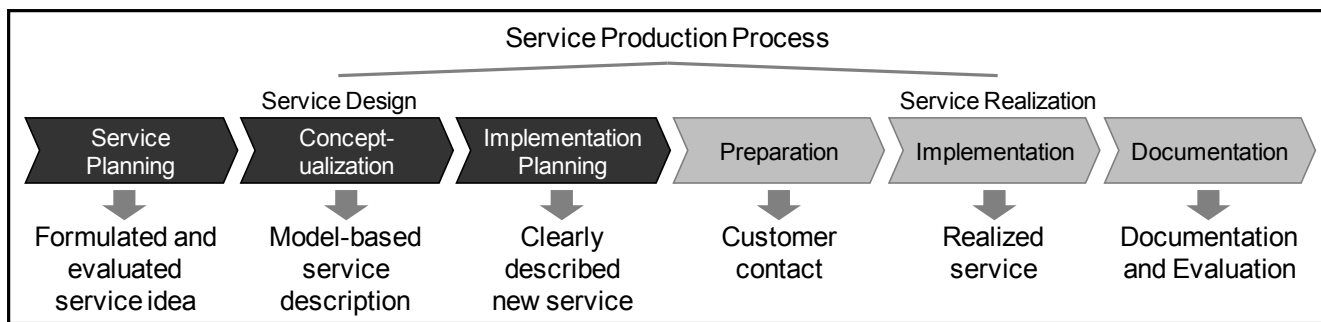 Service Production Process
Service Design
Service Realization
Service
Planning
Concept-
ualization
Implementation
Planning
Preparation
Implementation
Documentation
Formulated and
evaluated
service idea
Model-based
service
description
Clearly
described
new service
Customer
contact
Realized
service
Documentation
and Evaluation